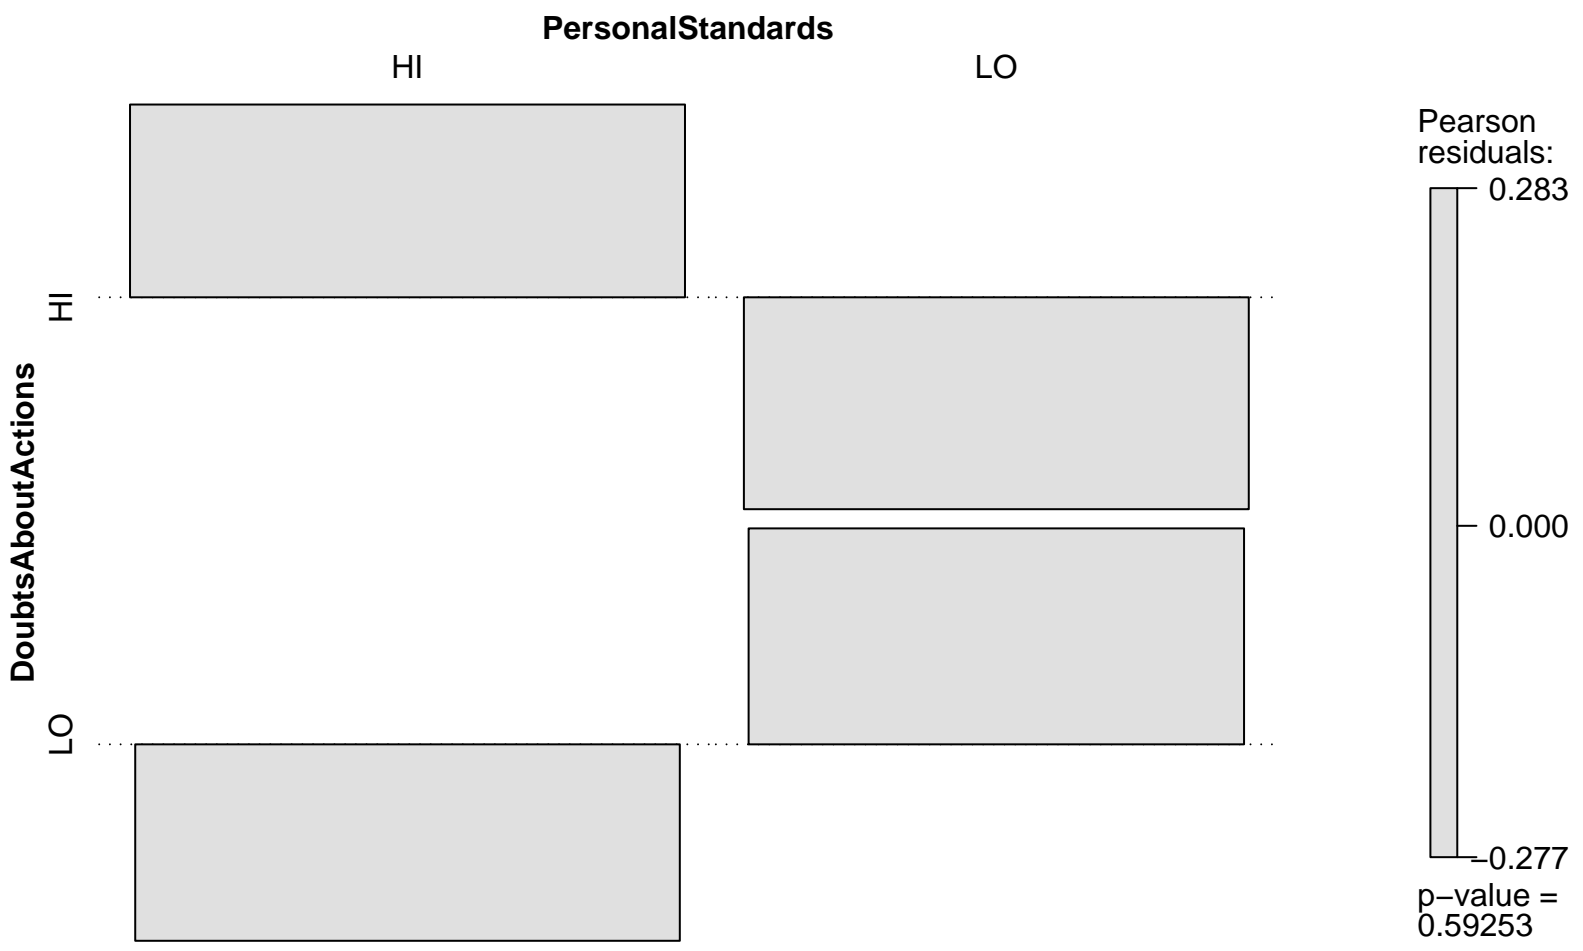 PersonalStandards
HI
LO
DoubtsAboutActions
HI
LO
Pearson
residuals:
0.283
0.000
−0.277
p−value =
0.59253